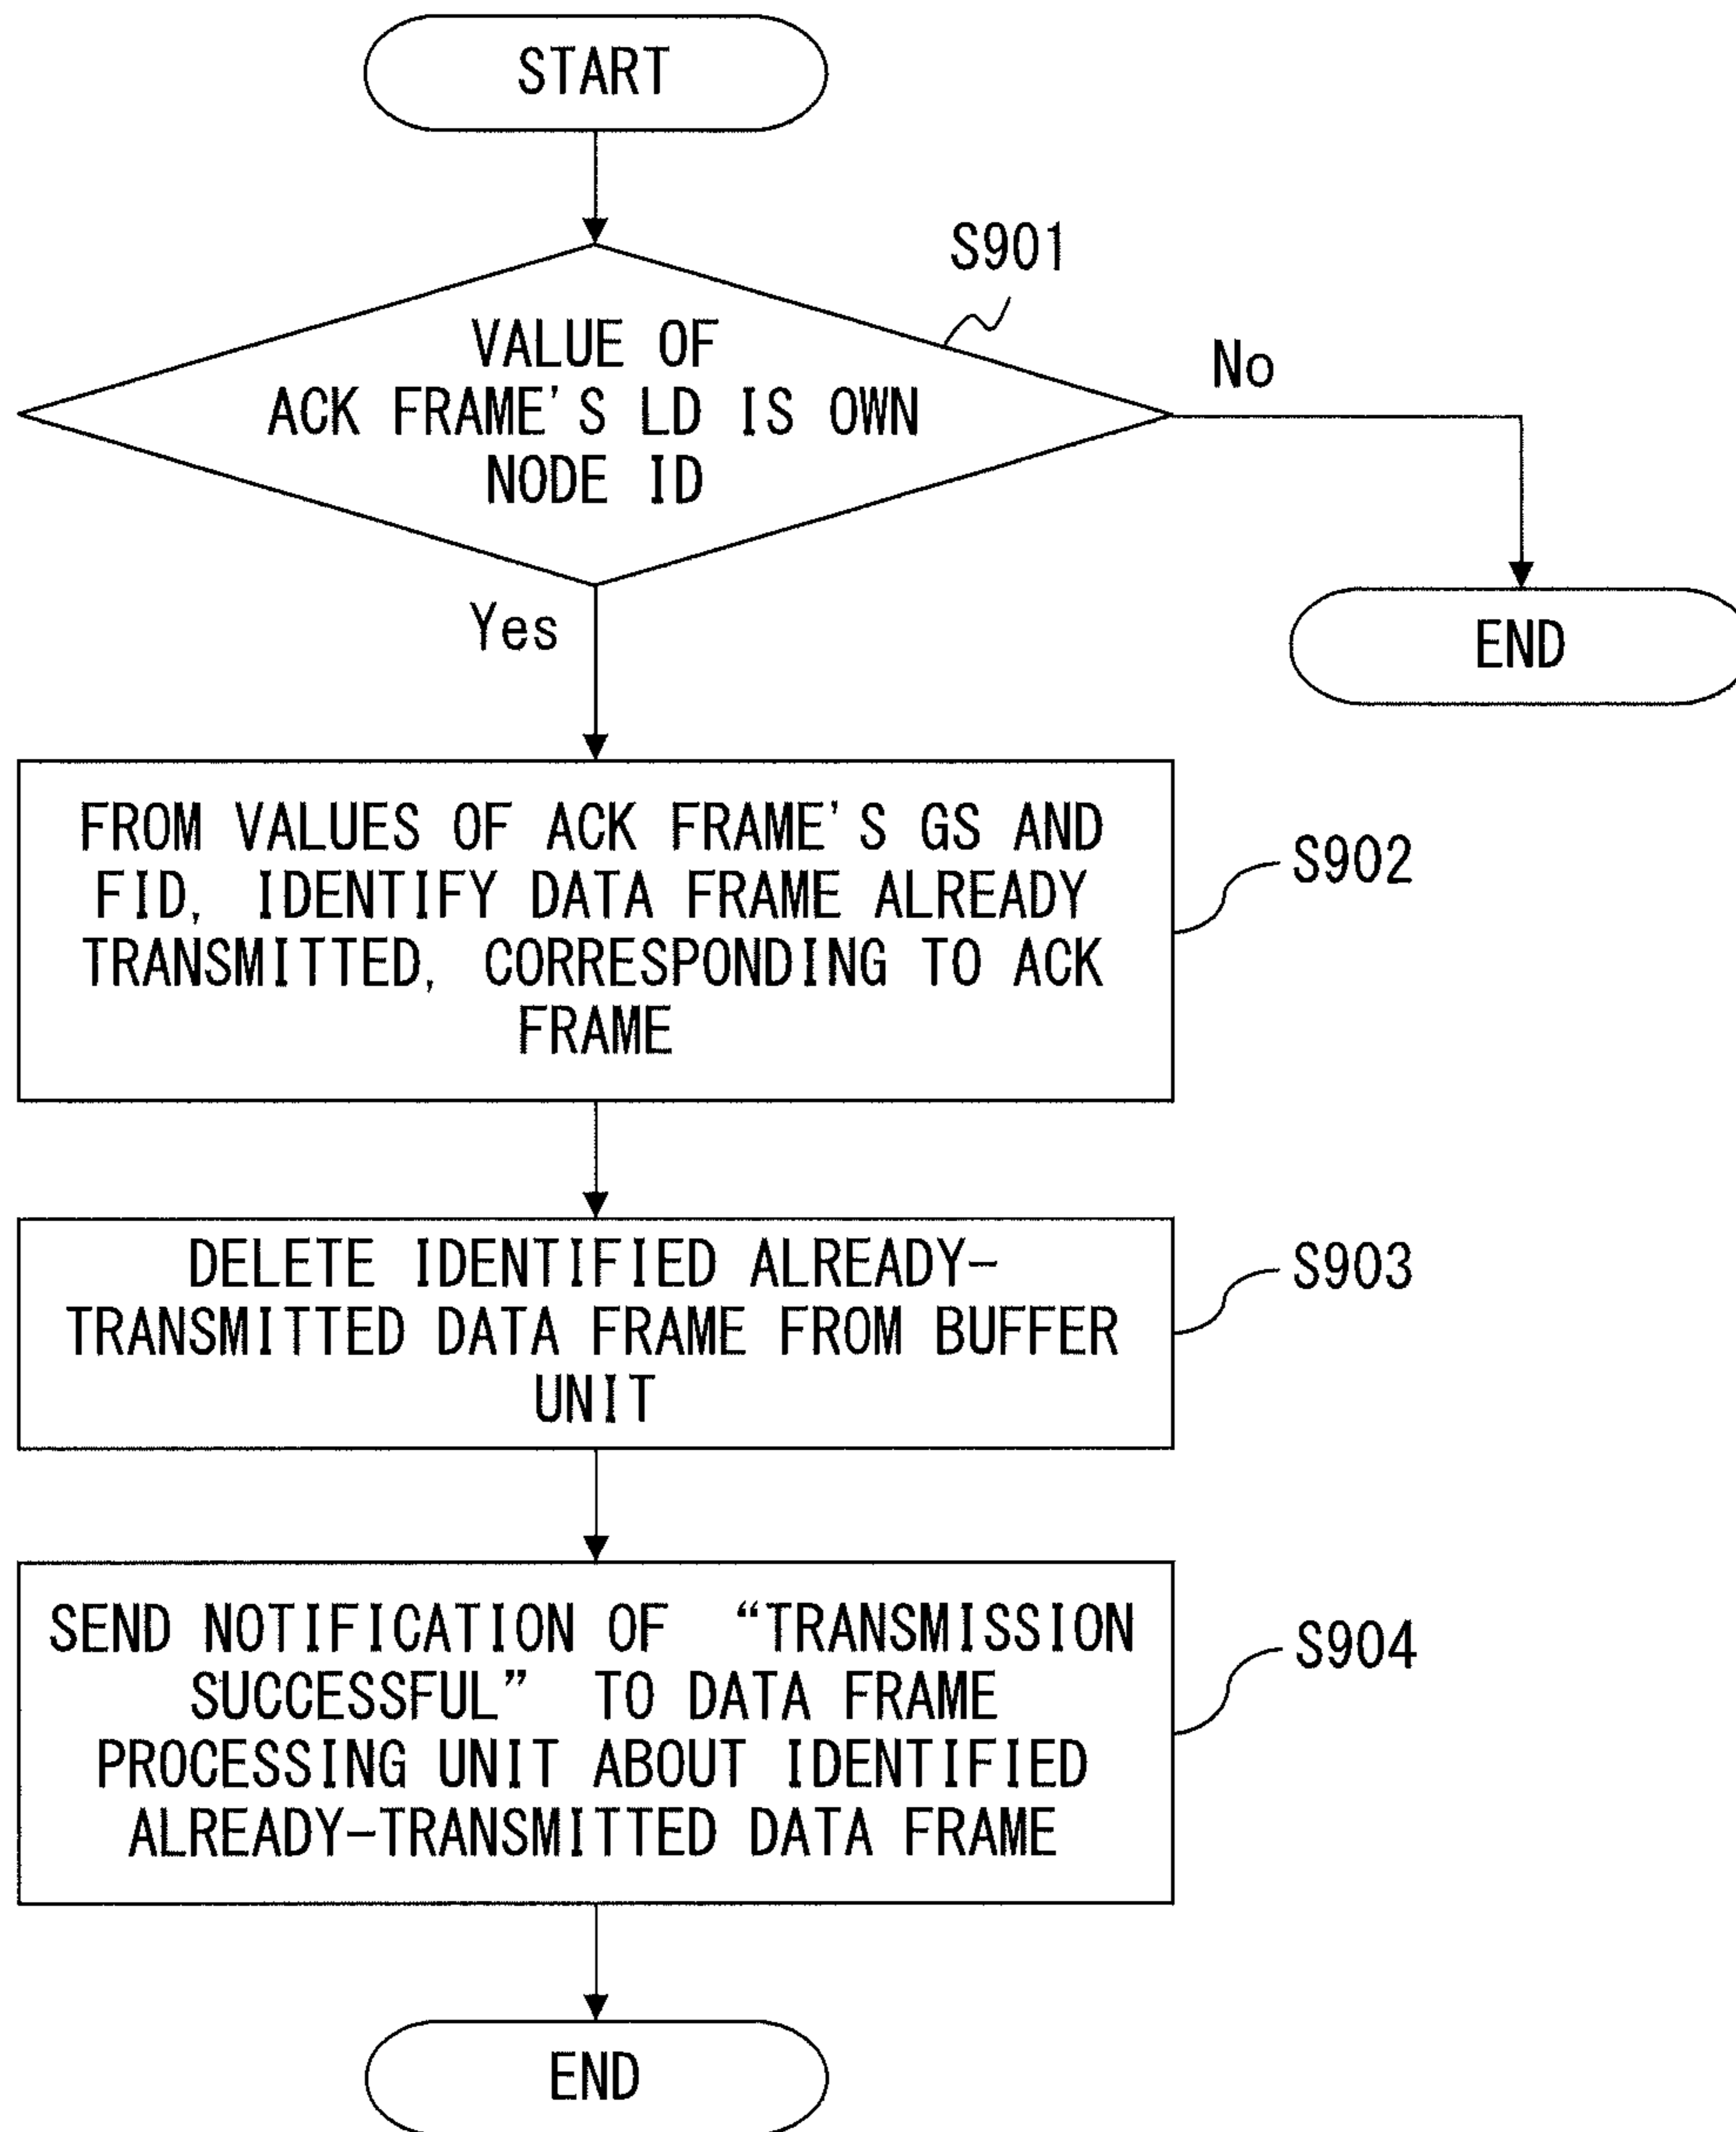 START
S901
VALUE OF
ACK FRAME'S LD IS OWN
NODE ID
No
Yes
END
FROM VALUES OF ACK FRAME'S GS AND
FID, IDENTIFY DATA FRAME ALREADY
TRANSMITTED, CORRESPONDING TO ACK
FRAME
S902
DELETE IDENTIFIED ALREADY-
TRANSMITTED DATA FRAME FROM BUFFER
UNIT
S903
SEND NOTIFICATION OF “TRANSMISSION
SUCCESSFUL” TO DATA FRAME
PROCESSING UNIT ABOUT IDENTIFIED
ALREADY-TRANSMITTED DATA FRAME
S904
END